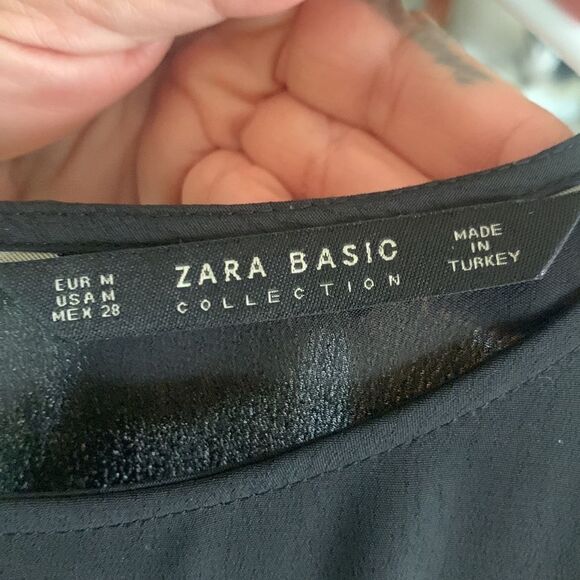 EUR M
USA M
MEX 28
ZARA BASIC
COLLECTION
MADE
IN
TURKEY